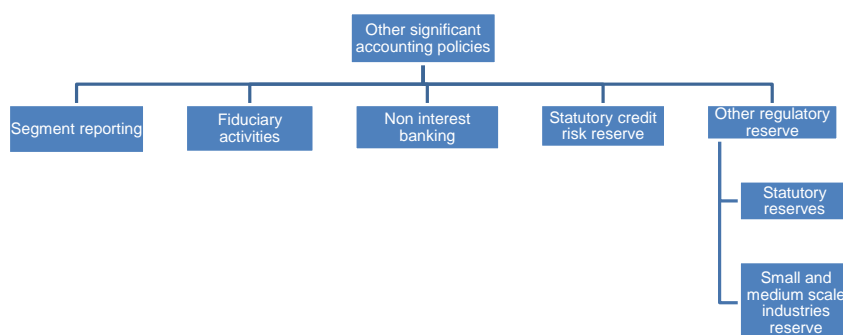 Other significant
accounting policies
Segment reporting
Fiduciary
activities
Non interest
banking
Statutory credit
risk reserve
Other regulatory
reserve
Statutory
reserves
Small and
medium scale
industries
reserve